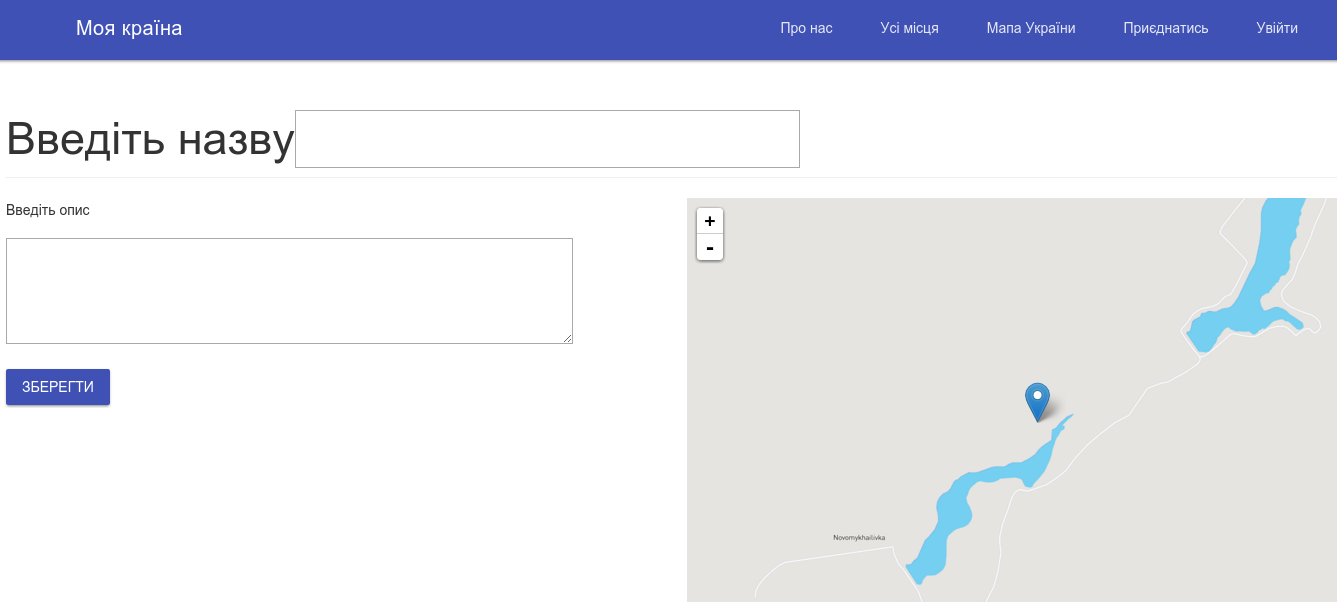 Моя країна
Про нас Усі місця Мапа України Приєднатись Увійти
Введіть назву
Введіть опис
+
-
ЗБЕРЕГТИ
Novomykhailivka